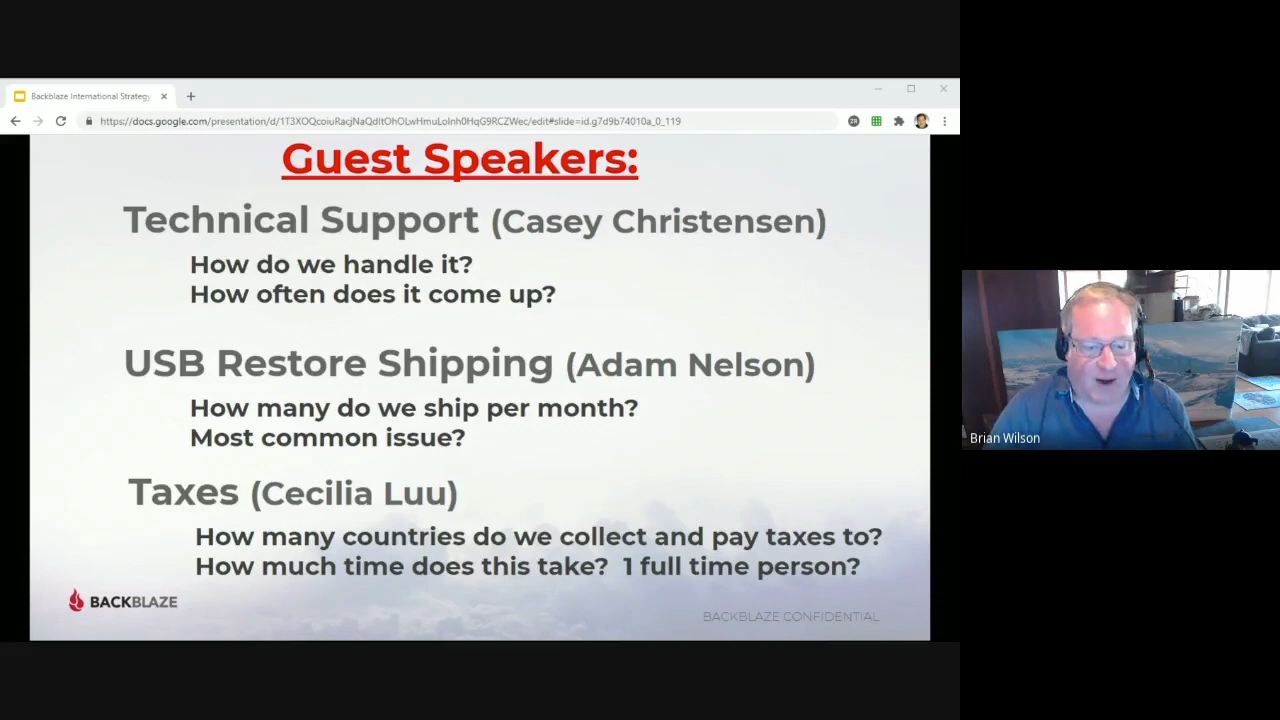 Backblaze International Strategy
https://docs.google.com/presentation/d/1T3XOQcoiuRacjNaQdItOhOLwHmuLoInh0HqG9RCZWec/edit#slide=id.g7d9b74010a_0_119
Guest Speakers:
Technical Support (Casey Christensen)
How do we handle it?
How often does it come up?
USB Restore Shipping (Adam Nelson)
How many do we ship per month?
Most common issue?
Taxes (Cecilia Luu)
How many countries do we collect and pay taxes to?
How much time does this take? 1 full time person?
BACKBLAZE
BACKBLAZE CONFIDENTIAL
Brian Wilson